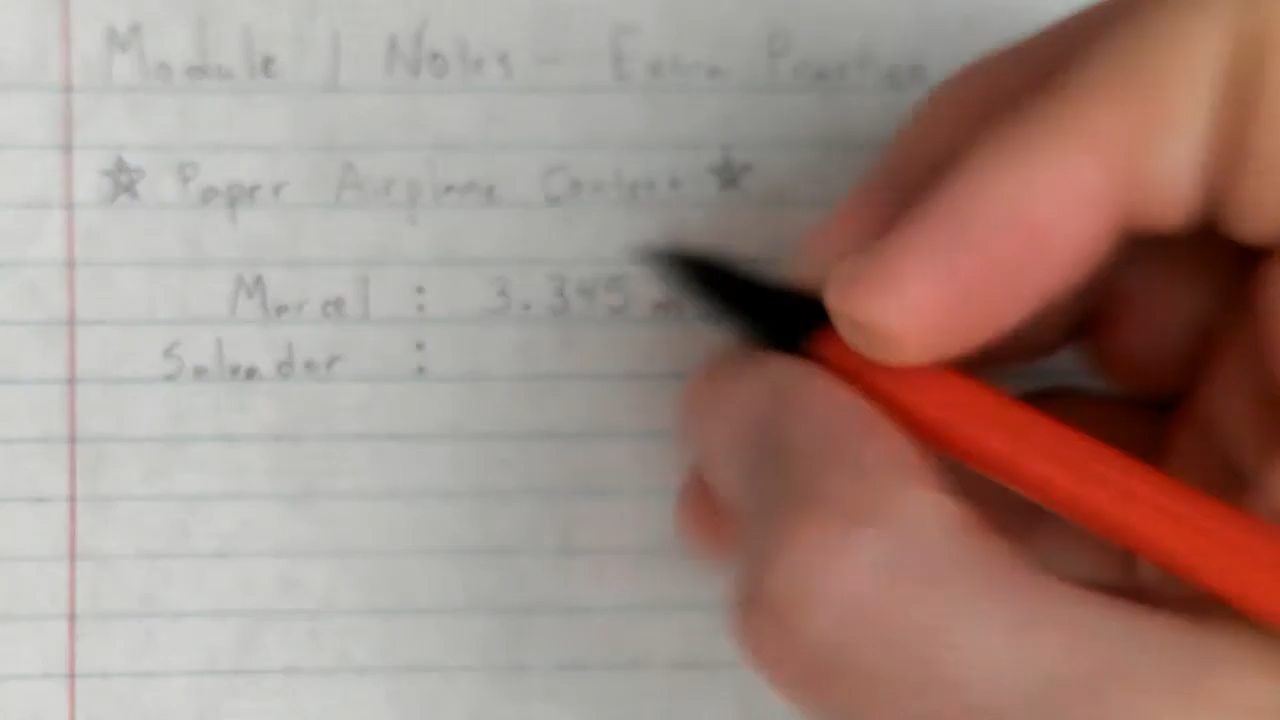 Module 1 Notes - Extra Practice
☆ Paper Airplane Contest ☆
Marcel : 3.345 m
Salvador :